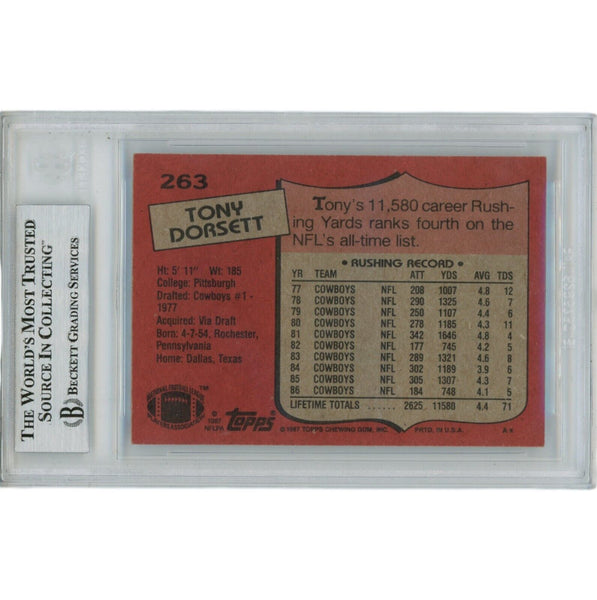 THE WORLD'S MOST TRUSTED
SOURCE IN COLLECTING™
BECKETT GRADING SERVICES
B
263
TONY
DORSETT
Ht: 5' 11" Wt: 185
College: Pittsburgh
Drafted: Cowboys #1 -
1977
Acquired: Via Draft
Born: 4-7-54, Rochester,
Pennsylvania
Home: Dallas, Texas
TM
© 1987
NFLPA
Topps
Tony's 11,580 career Rush-
ing Yards ranks fourth on the
NFL's all-time list.
• RUSHING RECORD •
YR TEAM ATT YDS AVG TDS
77 COWBOYS NFL 208 1007 4.8 12
78 COWBOYS NFL 290 1325 4.6 7
79 COWBOYS NFL 250 1107 4.4 6
80 COWBOYS NFL 278 1185 4.3 11
81 COWBOYS NFL 342 1646 4.8 4
82 COWBOYS NFL 177 745 4.2 5
83 COWBOYS NFL 289 1321 4.6 8
84 COWBOYS NFL 302 1189 3.9 6
85 COWBOYS NFL 305 1307 4.3 7
86 COWBOYS NFL 184 748 4.1 5
LIFETIME TOTALS ...... 2625 11580 4.4 71
©1987 TOPPS CHEWING GUM, INC. PRTD. IN U.S.A. A*